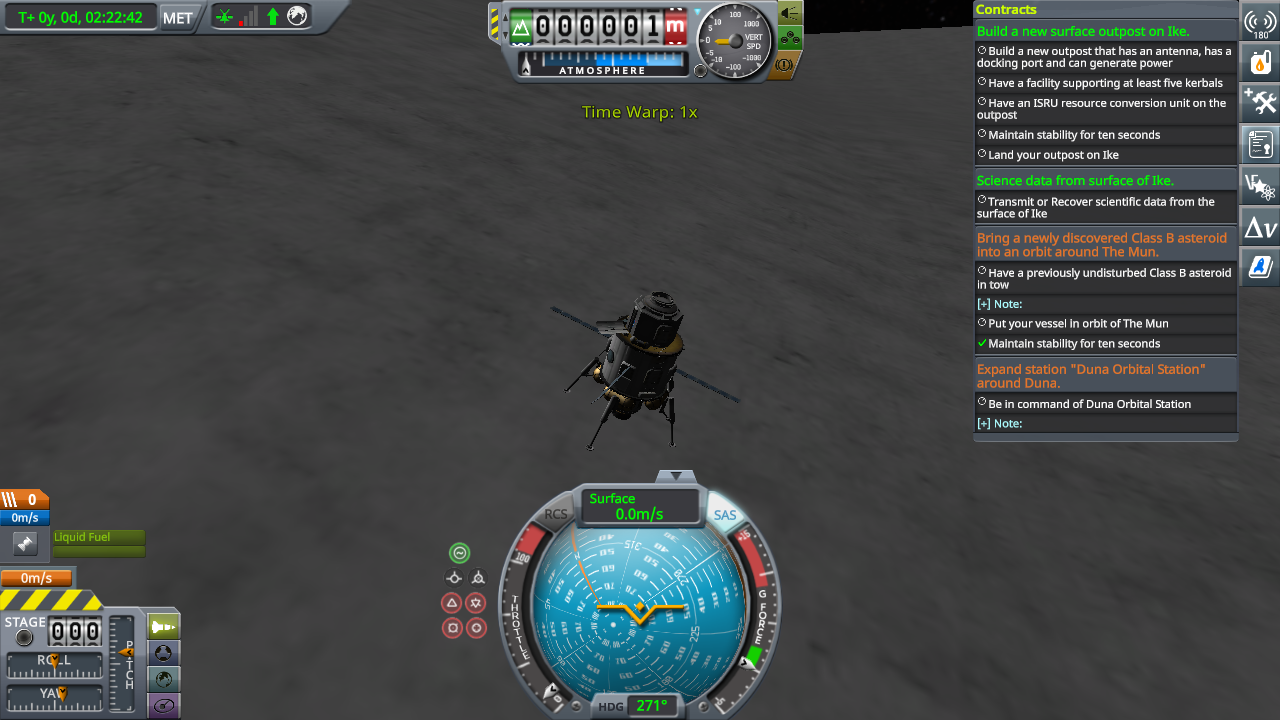 T+ 0y, 0d, 02:22:42 MET
000001m
ATMOSPHERE
VERT
SPD
Time Warp: 1x
Contracts
Build a new surface outpost on Ike.
Build a new outpost that has an antenna, has a
docking port and can generate power
Have a facility supporting at least five kerbals
Have an ISRU resource conversion unit on the
outpost
Maintain stability for ten seconds
Land your outpost on Ike
Science data from surface of Ike.
Transmit or Recover scientific data from the
surface of Ike
Bring a newly discovered Class B asteroid
into an orbit around The Mun.
Have a previously undisturbed Class B asteroid
in tow
[+] Note:
Put your vessel in orbit of The Mun
Maintain stability for ten seconds
Expand station "Duna Orbital Station"
around Duna.
Be in command of Duna Orbital Station
[+] Note:
180
Δv
0
0m/s
Liquid Fuel
0m/s
STAGE
000
ROLL
YAW
PITCH
RCS
Surface
0.0m/s
SAS
THROTTLE
100
G FORCE
HDG 271°